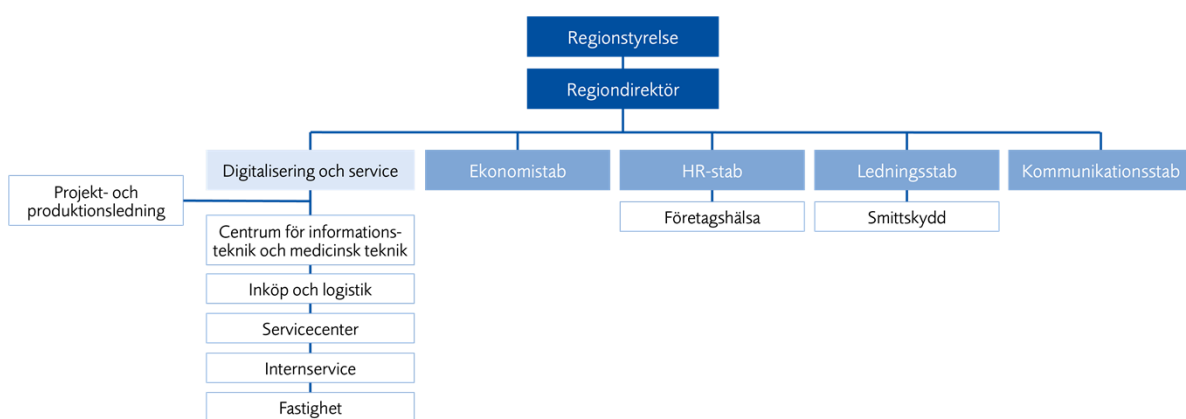 Regionstyrelse
Regiondirektör
Digitalisering och service
Ekonomistab
HR-stab
Ledningsstab
Kommunikationsstab
Projekt- och
produktionsledning
Företagshälsa
Smittskydd
Centrum för informations-
teknik och medicinsk teknik
Inköp och logistik
Servicecenter
Internservice
Fastighet